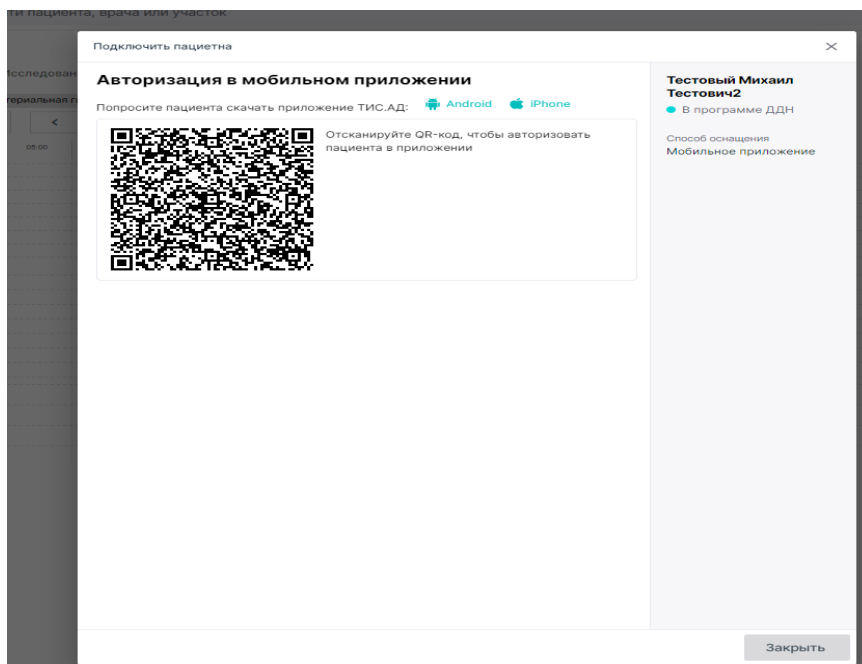 ти пациента, врача или участок
Подключить пациетна
Исследован
Авторизация в мобильном приложении
Попросите пациента скачать приложение ТИС.АД: Android iPhone
05:00
Отсканируйте QR-код, чтобы авторизовать
пациента в приложении
Тестовый Михаил
Тестович2
В программе ДДН
Способ оснащения
Мобильное приложение
Закрыть